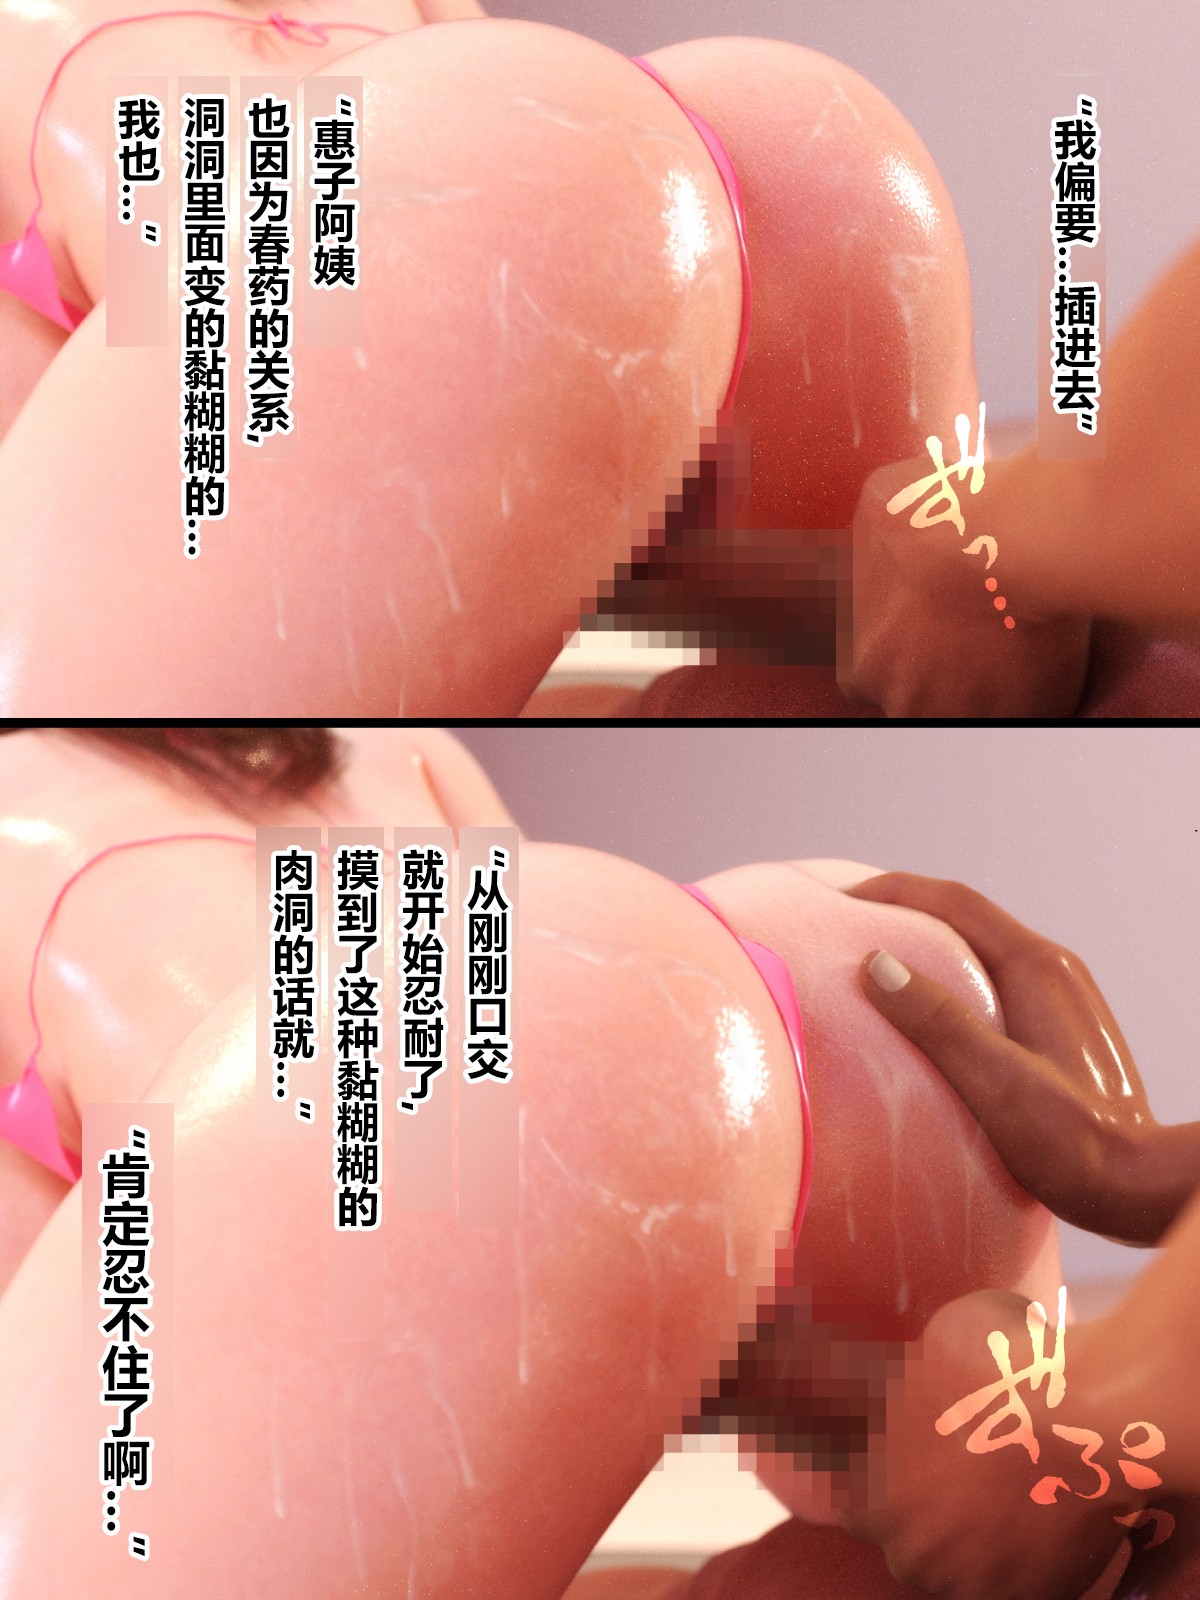 “我偏要…插进去”
“惠子阿姨
也因为春药的关系,
洞洞里面变的黏糊糊的…
我也…”
ずっ…
“从刚刚口交
就开始忍耐了,
摸到了这种黏糊糊的
肉洞的话就…”
“肯定忍不住了啊…”
ずぷっ